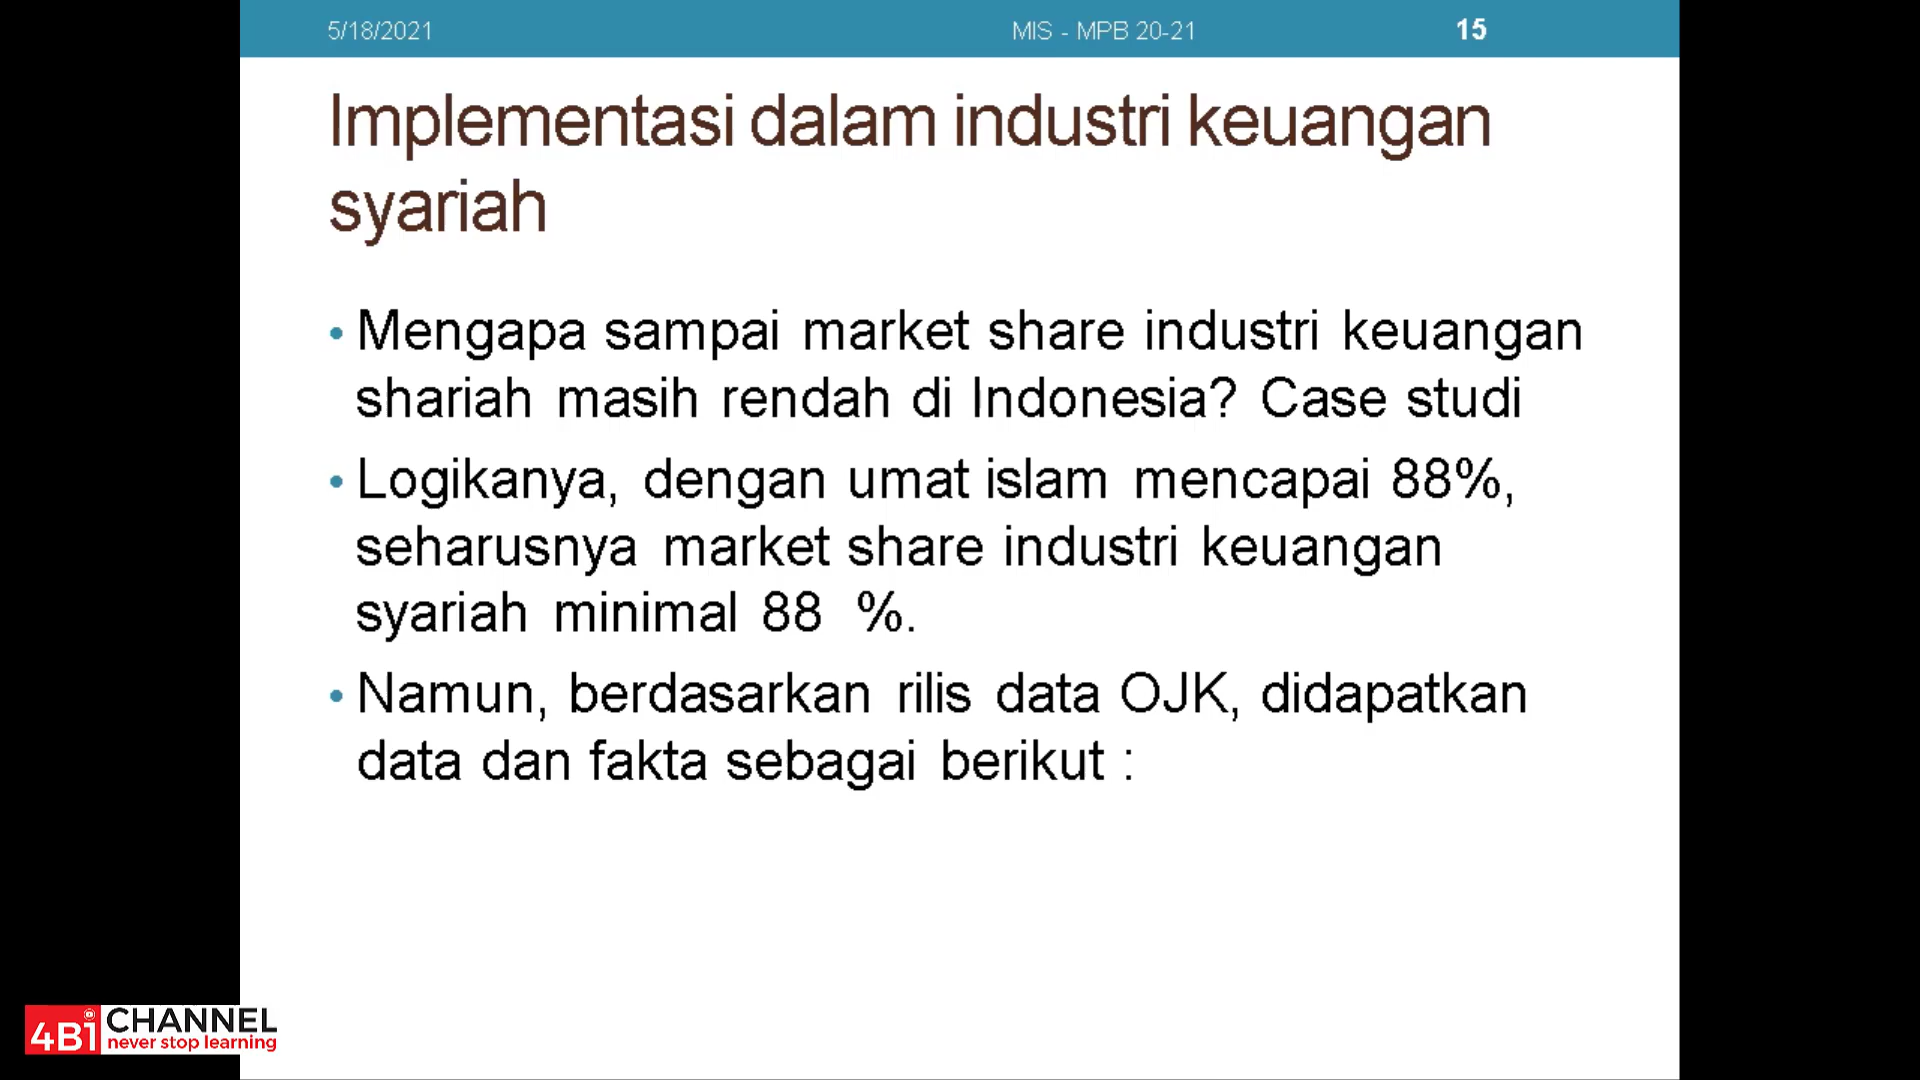 5/18/2021 MIS - MPB 20-21 15
Implementasi dalam industri keuangan
syariah
• Mengapa sampai market share industri keuangan
shariah masih rendah di Indonesia? Case studi
• Logikanya, dengan umat islam mencapai 88%,
seharusnya market share industri keuangan
syariah minimal 88 %.
• Namun, berdasarkan rilis data OJK, didapatkan
data dan fakta sebagai berikut :
4Bi CHANNEL
never stop learning